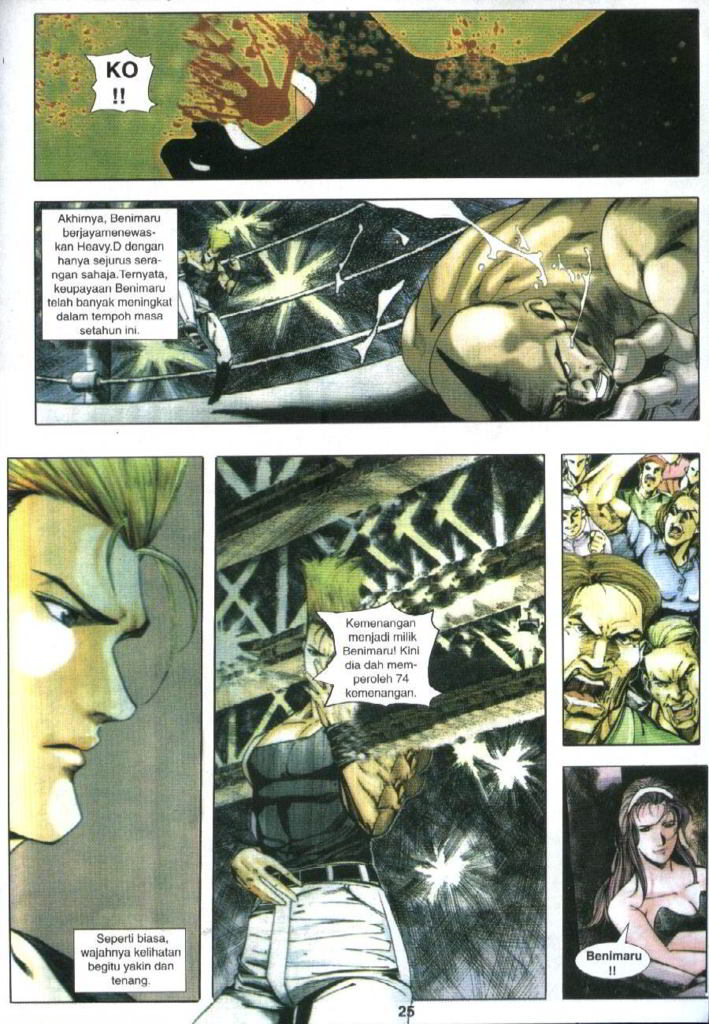 KO
!!
Akhirnya, Benimaru
berjayamenewas-
kan Heavy.D dengan
hanya sejurus sera-
ngan sahaja.Ternyata,
keupayaan Benimaru
telah banyak meningkat
dalam tempoh masa
setahun ini.
Kemenangan
menjadi milik
Benimaru! Kini
dia dah mem-
peroleh 74
kemenangan.
Seperti biasa,
wajahnya kelihatan
begitu yakin dan
tenang.
Benimaru
!!
25